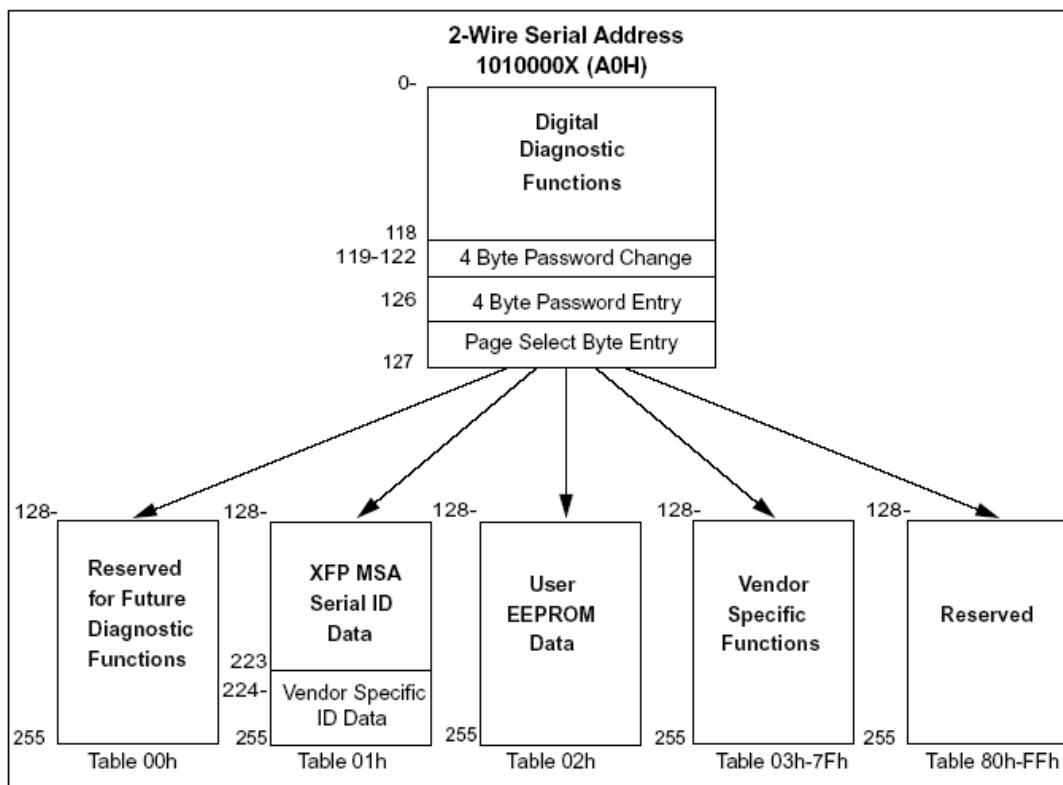 2-Wire Serial Address
1010000X (A0H)
0-
Digital
Diagnostic
Functions
118
119-122
4 Byte Password Change
126
4 Byte Password Entry
Page Select Byte Entry
127
128-
Reserved
for Future
Diagnostic
Functions
255
Table 00h
128-
XFP MSA
Serial ID
Data
223
224-
Vendor Specific
ID Data
255
Table 01h
128-
User
EEPROM
Data
255
Table 02h
128-
Vendor
Specific
Functions
255
Table 03h-7Fh
128-
Reserved
255
Table 80h-FFh